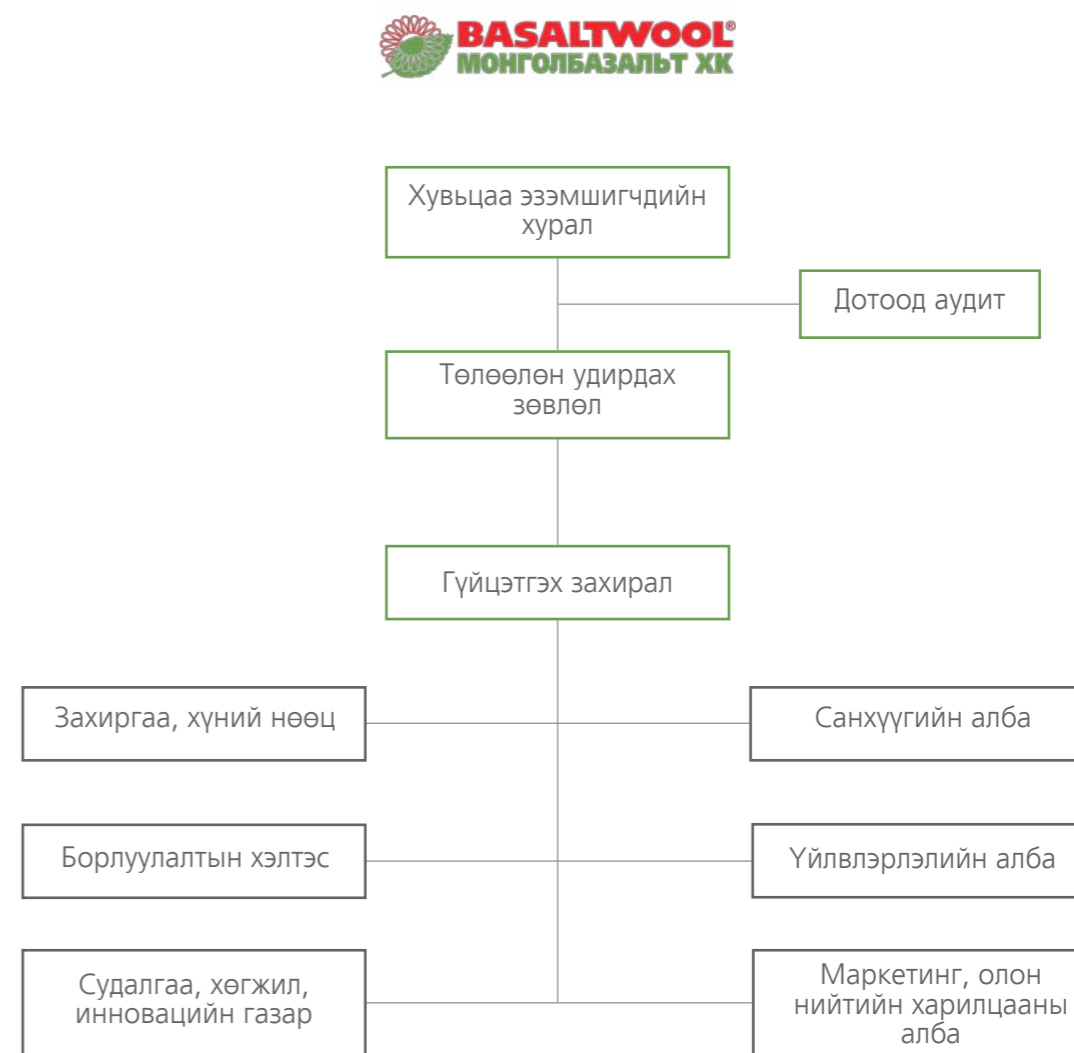 BASALTWOOL®
МОНГОЛБАЗАЛЬТ ХК
Хувьцаа эзэмшигчдийн
хурал
Дотоод аудит
Төлөөлөн удирдах
зөвлөл
Гүйцэтгэх захирал
Захиргаа, хүний нөөц
Санхүүгийн алба
Борлуулалтын хэлтэс
Үйлвлэрлэлийн алба
Судалгаа, хөгжил,
инновацийн газар
Маркетинг, олон
нийтийн харилцааны
алба